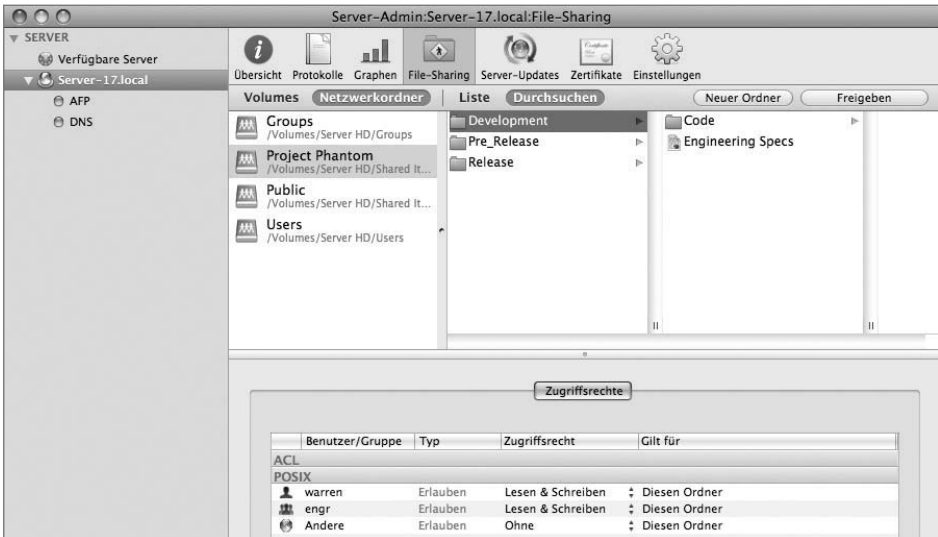 Server-Admin:Server-17.local:File-Sharing
SERVER
Verfügbare Server
Server-17.local
AFP
DNS
Übersicht Protokolle Graphen File-Sharing Server-Updates Zertifikate Einstellungen
Volumes Netzwerkordner Liste Durchsuchen Neuer Ordner Freigeben
Groups
/Volumes/Server HD/Groups
Project Phantom
/Volumes/Server HD/Shared It...
Public
/Volumes/Server HD/Shared It...
Users
/Volumes/Server HD/Users
Development
Pre_Release
Release
Code
Engineering Specs
Zugriffsrechte
Benutzer/Gruppe Typ Zugriffsrecht Gilt für
ACL
POSIX
warren Erlauben Lesen & Schreiben Diesen Ordner
engr Erlauben Lesen & Schreiben Diesen Ordner
Andere Erlauben Ohne Diesen Ordner